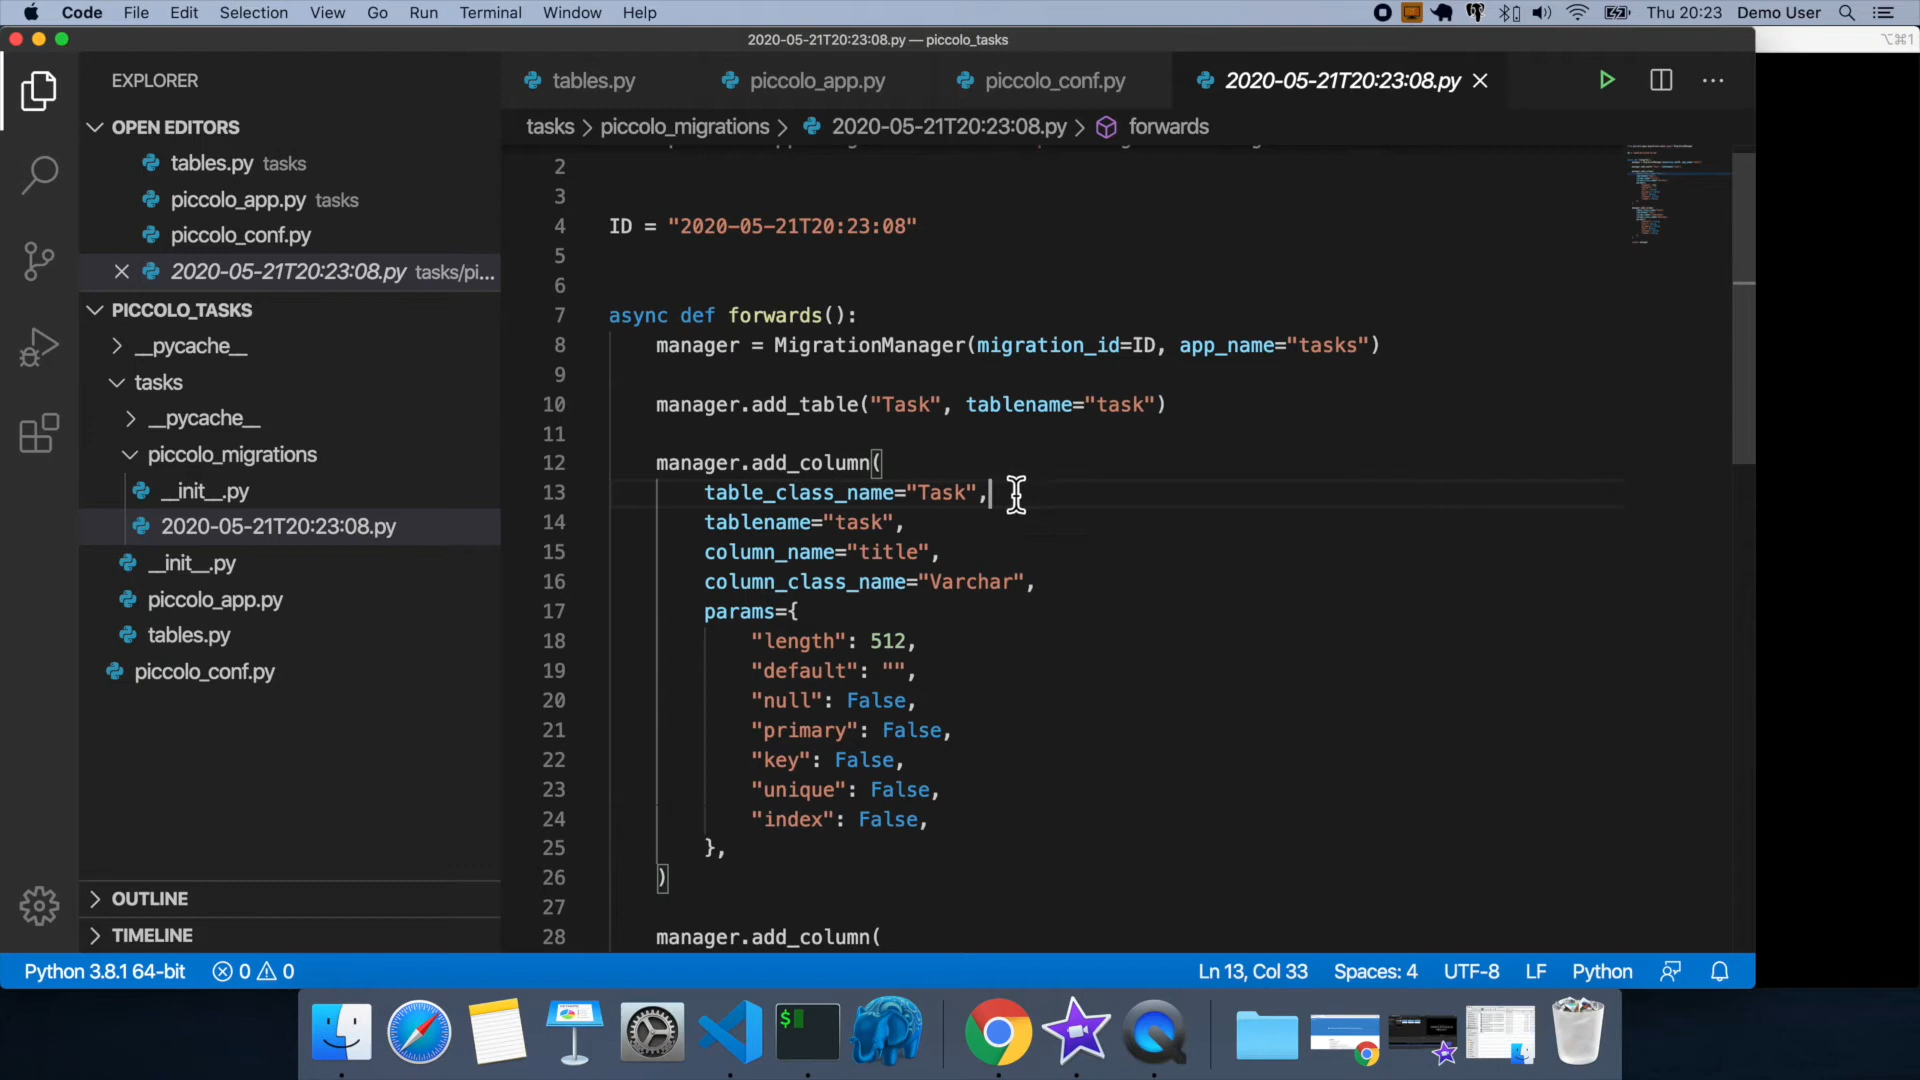 Code File Edit Selection View Go Run Terminal Window Help
Thu 20:23 Demo User
2020-05-21T20:23:08.py — piccolo_tasks
⌥⌘1
EXPLORER
tables.py piccolo_app.py piccolo_conf.py 2020-05-21T20:23:08.py
OPEN EDITORS
tasks > piccolo_migrations > 2020-05-21T20:23:08.py > forwards
tables.py tasks
piccolo_app.py tasks
piccolo_conf.py
2020-05-21T20:23:08.py tasks/pi...
PICCOLO_TASKS
__pycache__
tasks
__pycache__
piccolo_migrations
__init__.py
2020-05-21T20:23:08.py
__init__.py
piccolo_app.py
tables.py
piccolo_conf.py
OUTLINE
TIMELINE
2
3
4 ID = "2020-05-21T20:23:08"
5
6
7 async def forwards():
8 manager = MigrationManager(migration_id=ID, app_name="tasks")
9
10 manager.add_table("Task", tablename="task")
11
12 manager.add_column(
13 table_class_name="Task",
14 tablename="task",
15 column_name="title",
16 column_class_name="Varchar",
17 params={
18 "length": 512,
19 "default": "",
20 "null": False,
21 "primary": False,
22 "key": False,
23 "unique": False,
24 "index": False,
25 },
26 )
27
28 manager.add_column(
Python 3.8.1 64-bit 0 0 Ln 13, Col 33 Spaces: 4 UTF-8 LF Python
$